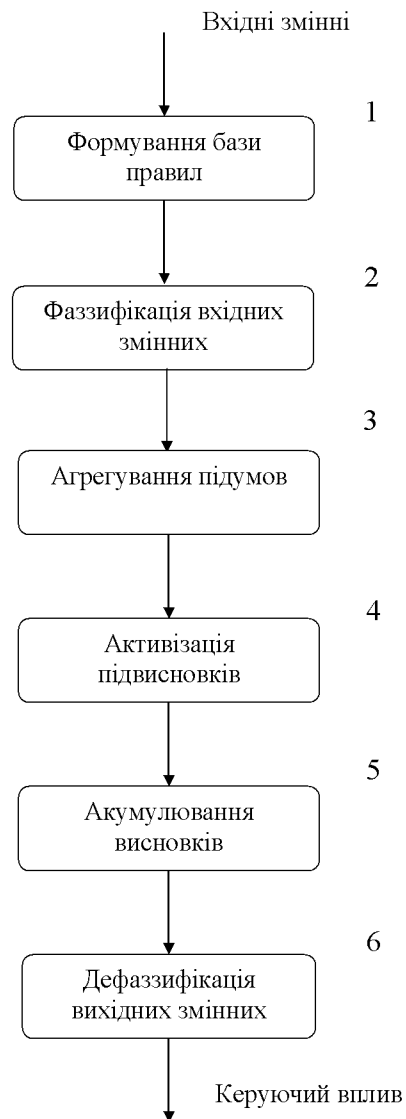 Вхідні змінні
1
Формування бази
правил
2
Фаззифікація вхідних
змінних
3
Агрегування підумов
4
Активізація
підвисновків
5
Акумулювання
висновків
6
Дефаззифікація
вихідних змінних
Керуючий вплив